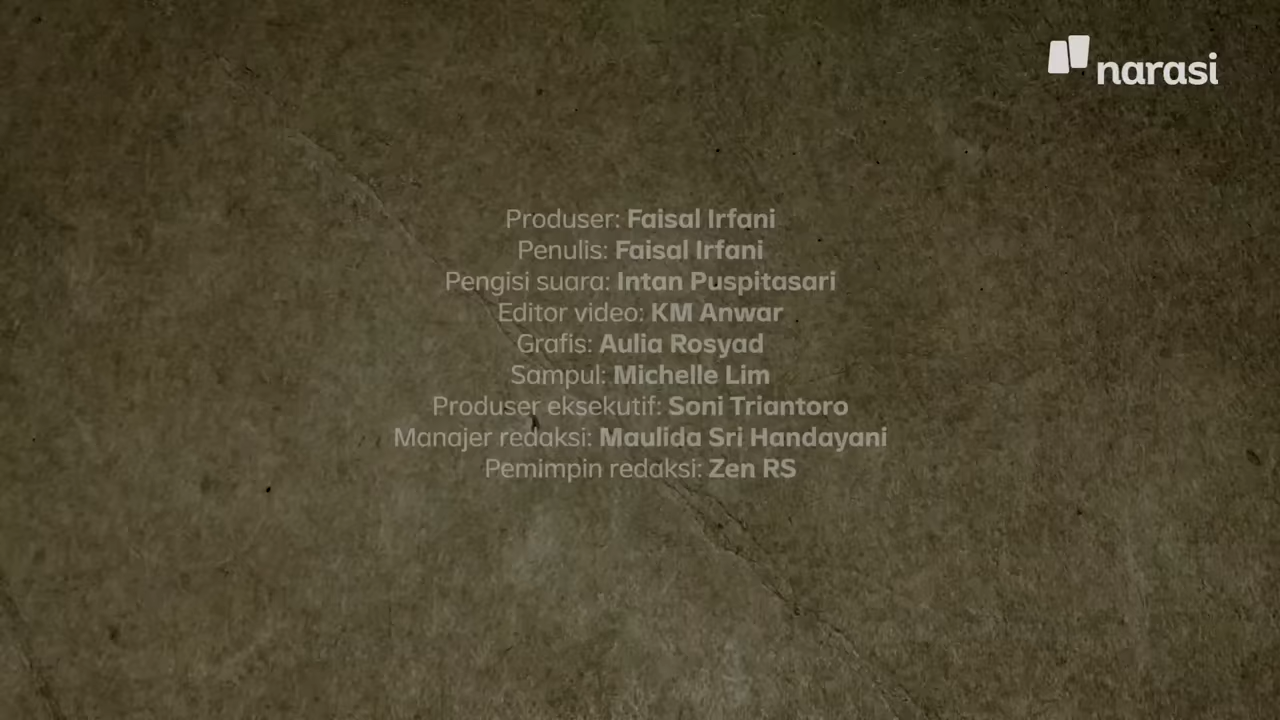 narasi
Produser: Faisal Irfani
Penulis: Faisal Irfani
Pengisi suara: Intan Puspitasari
Editor video: KM Anwar
Grafis: Aulia Rosyad
Sampul: Michelle Lim
Produser eksekutif: Soni Triantoro
Manajer redaksi: Maulida Sri Handayani
Pemimpin redaksi: Zen RS